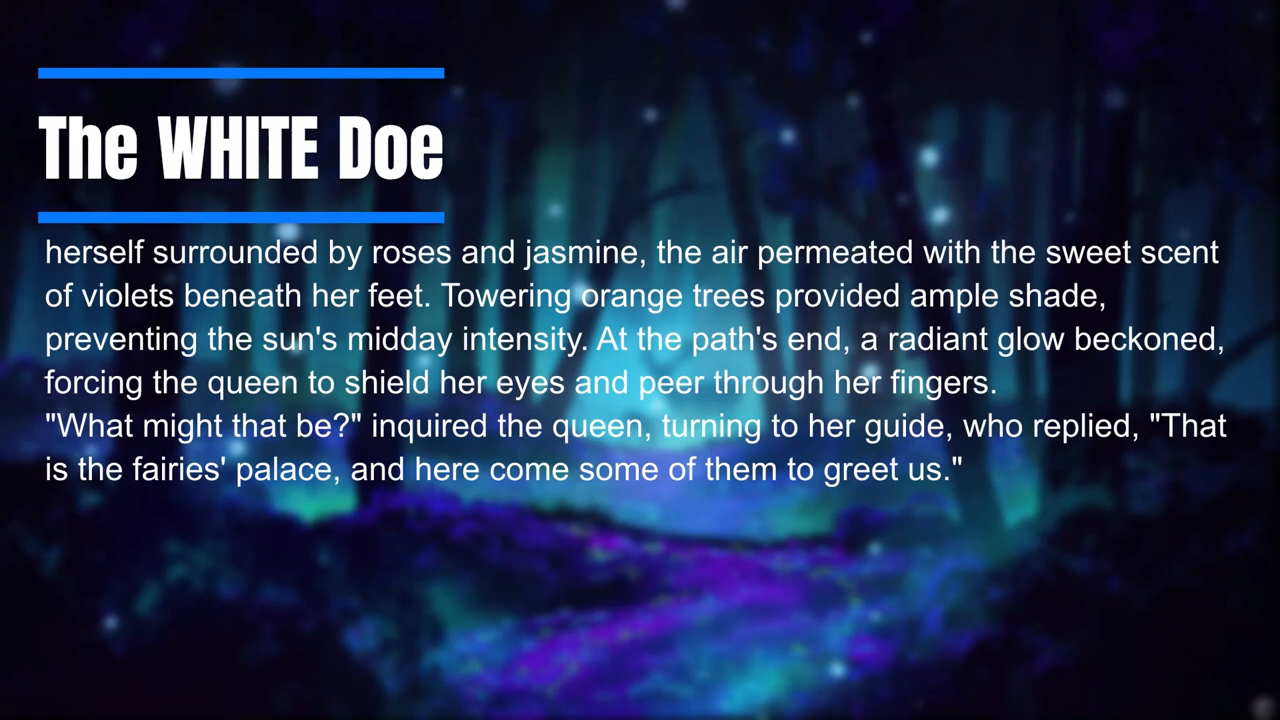 The WHITE Doe
herself surrounded by roses and jasmine, the air permeated with the sweet scent
of violets beneath her feet. Towering orange trees provided ample shade,
preventing the sun's midday intensity. At the path's end, a radiant glow beckoned,
forcing the queen to shield her eyes and peer through her fingers.
"What might that be?" inquired the queen, turning to her guide, who replied, "That
is the fairies' palace, and here come some of them to greet us."